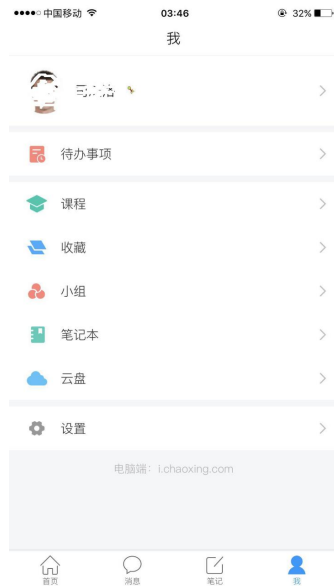 中国移动
03:46
32%
我
待办事项
课程
收藏
小组
笔记本
云盘
设置
电脑端：i.chaoxing.com
首页
消息
笔记
我